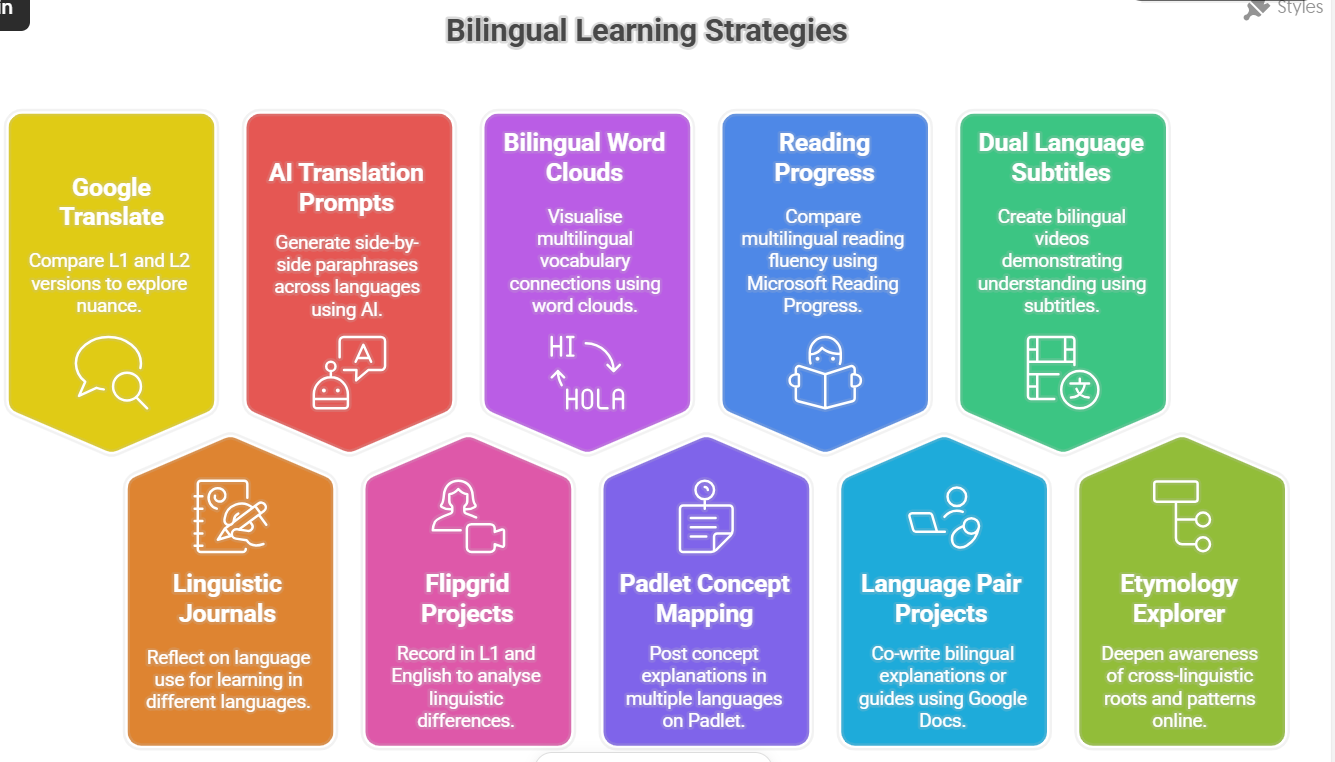 in
Styles
Bilingual Learning Strategies
Google
Translate
Compare L1 and L2
versions to explore
nuance.
AI Translation
Prompts
Generate side-by-
side paraphrases
across languages
using AI.
A
Bilingual Word
Clouds
Visualise
multilingual
vocabulary
connections using
word clouds.
HI
HOLA
Reading
Progress
Compare
multilingual reading
fluency using
Microsoft Reading
Progress.
Dual Language
Subtitles
Create bilingual
videos
demonstrating
understanding using
subtitles.
文
Linguistic
Journals
Reflect on language
use for learning in
different languages.
Flipgrid
Projects
Record in L1 and
English to analyse
linguistic
differences.
Padlet Concept
Mapping
Post concept
explanations in
multiple languages
on Padlet.
Language Pair
Projects
Co-write bilingual
explanations or
guides using Google
Docs.
Etymology
Explorer
Deepen awareness
of cross-linguistic
roots and patterns
online.